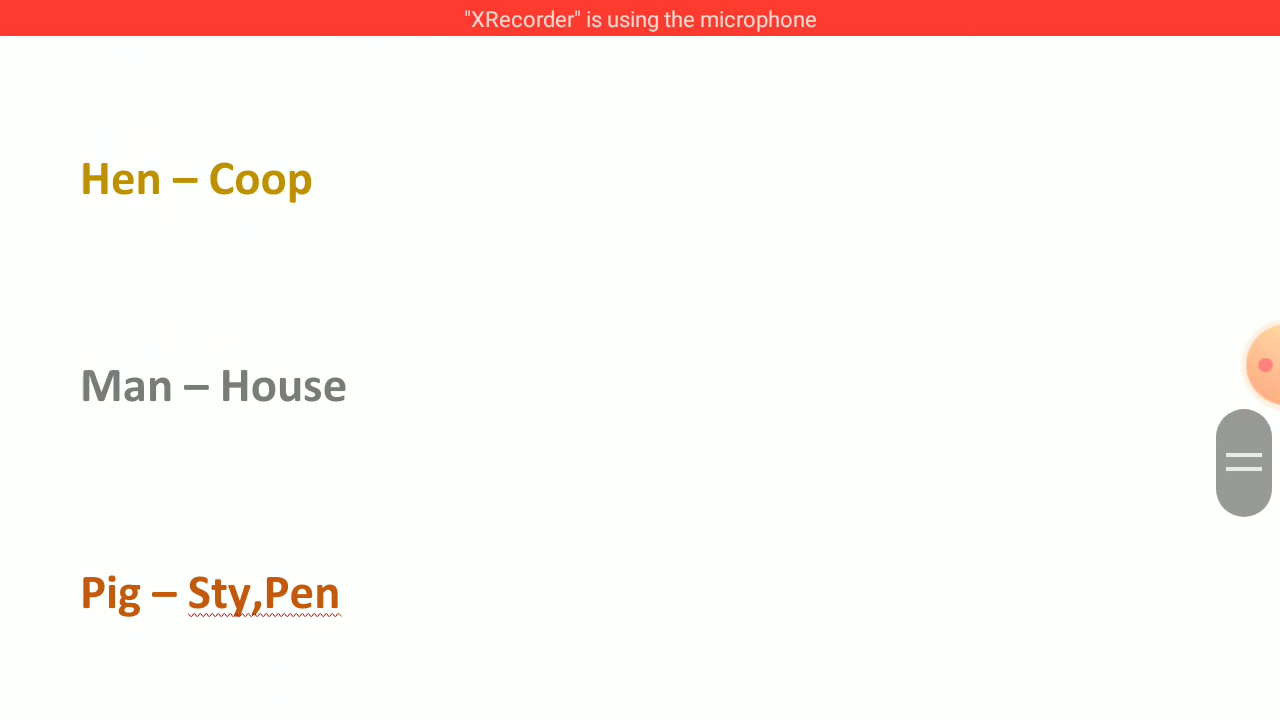 "XRecorder" is using the microphone
Hen – Coop
Man – House
Pig – Sty,Pen